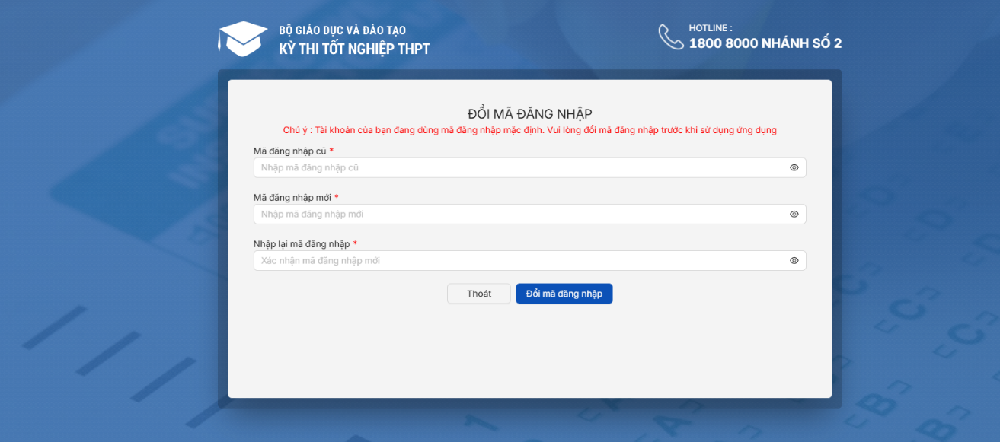 BỘ GIÁO DỤC VÀ ĐÀO TẠO
KỲ THI TỐT NGHIỆP THPT
HOTLINE :
1800 8000 NHÁNH SỐ 2
ĐỔI MÃ ĐĂNG NHẬP
Chú ý : Tài khoản của bạn đang dùng mã đăng nhập mặc định. Vui lòng đổi mã đăng nhập trước khi sử dụng ứng dụng
Mã đăng nhập cũ *
Nhập mã đăng nhập cũ
Mã đăng nhập mới *
Nhập mã đăng nhập mới
Nhập lại mã đăng nhập *
Xác nhận mã đăng nhập mới
Thoát
Đổi mã đăng nhập